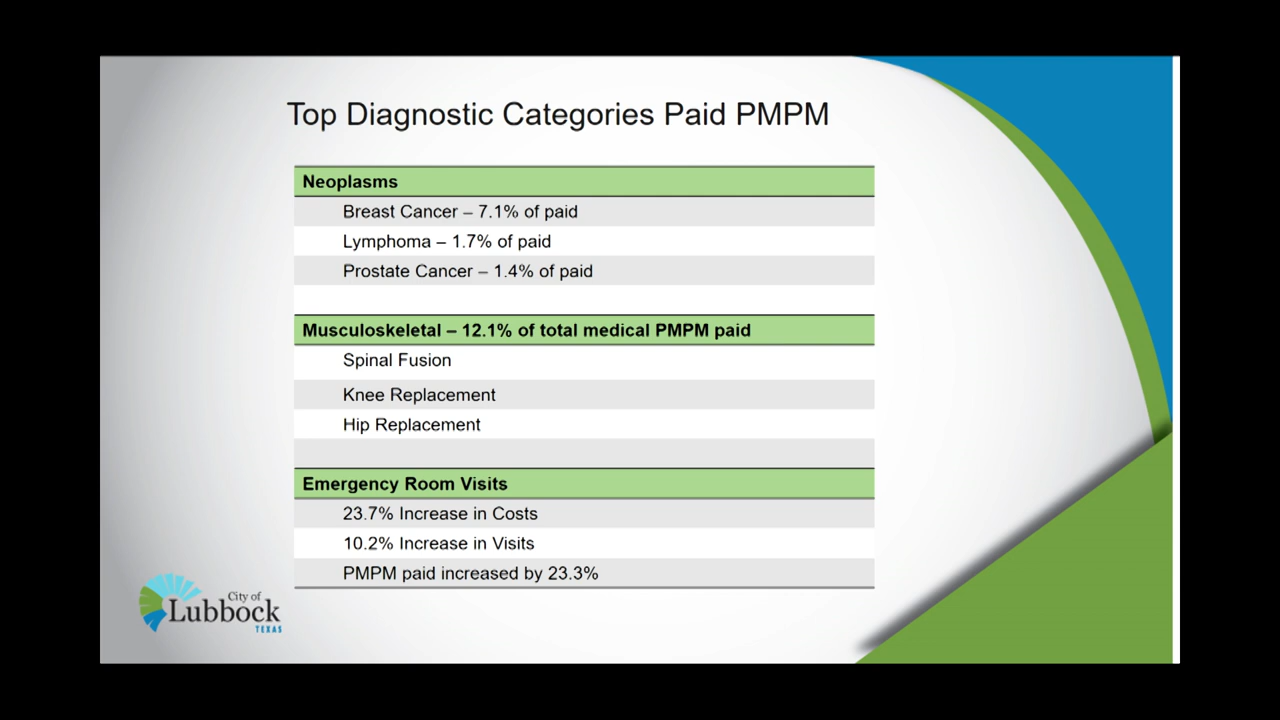 Top Diagnostic Categories Paid PMPM
Neoplasms
Breast Cancer – 7.1% of paid
Lymphoma – 1.7% of paid
Prostate Cancer – 1.4% of paid
Musculoskeletal – 12.1% of total medical PMPM paid
Spinal Fusion
Knee Replacement
Hip Replacement
Emergency Room Visits
23.7% Increase in Costs
10.2% Increase in Visits
PMPM paid increased by 23.3%
City of
Lubbock
TEXAS